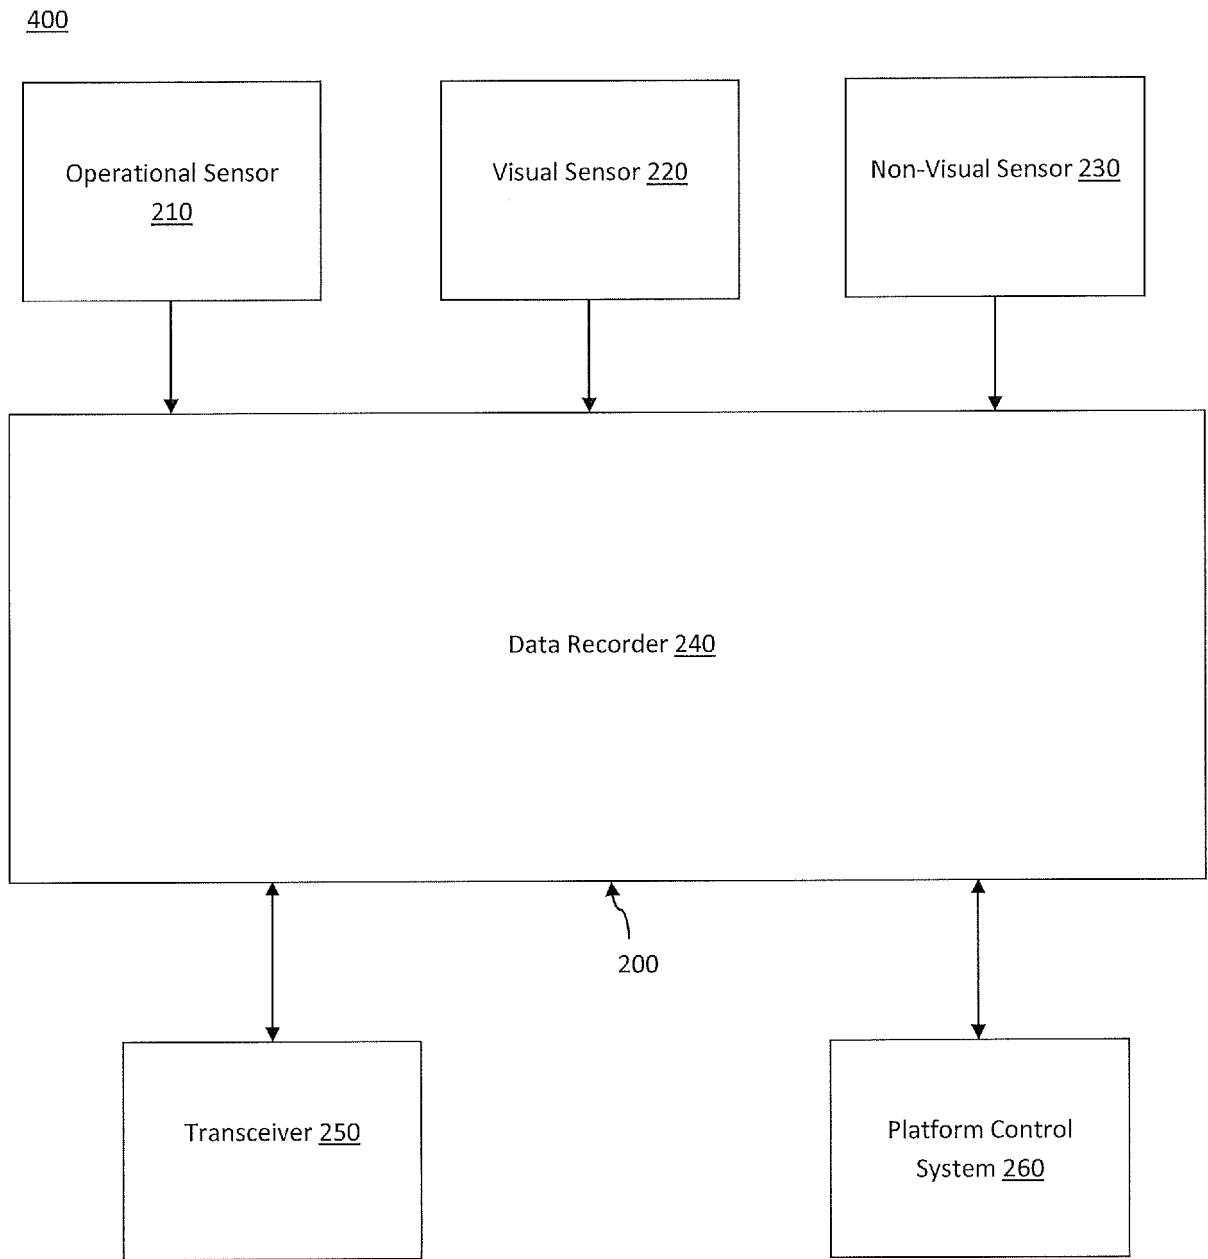 400
Operational Sensor
210
Visual Sensor 220
Non-Visual Sensor 230
Data Recorder 240
200
Transceiver 250
Platform Control
System 260